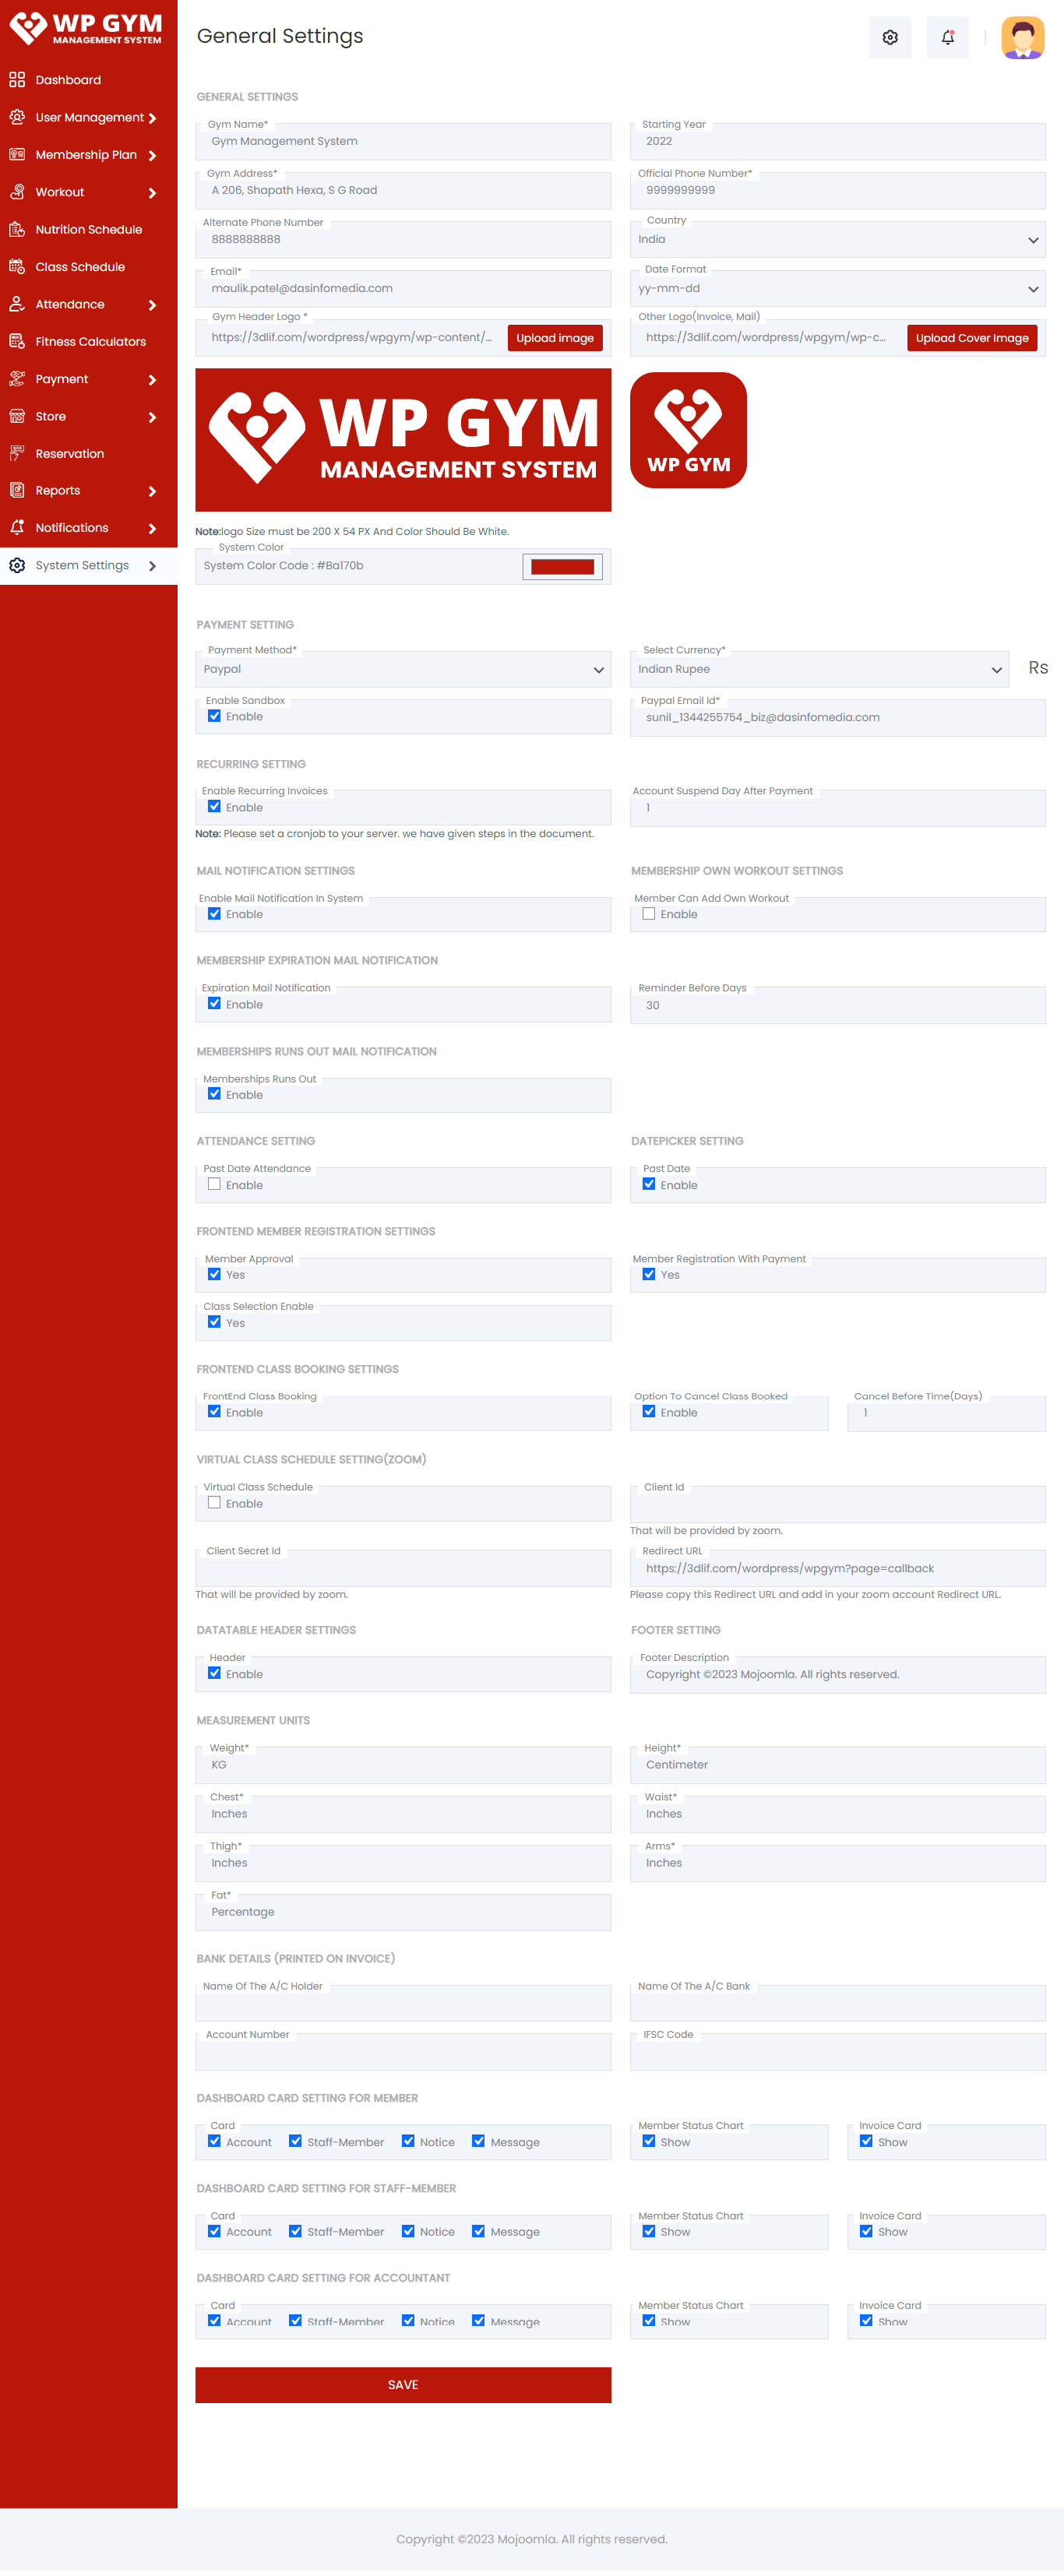 WP GYM
MANAGEMENT SYSTEM
Dashboard
User Management
Membership Plan
Workout
Nutrition Schedule
Class Schedule
Attendance
Fitness Calculators
Payment
Store
Reservation
Reports
Notifications
System Settings
General Settings
GENERAL SETTINGS
Gym Name*
Gym Management System
Starting Year
2022
Gym Address*
A 206, Shapath Hexa, S G Road
Official Phone Number*
9999999999
Alternate Phone Number
8888888888
Country
India
Email*
maulik.patel@dasinfomedia.com
Date Format
yy-mm-dd
Gym Header Logo *
https://3dlif.com/wordpress/wpgym/wp-content/...
Upload image
Other Logo(Invoice, Mail)
https://3dlif.com/wordpress/wpgym/wp-c...
Upload Cover Image
WP GYM
MANAGEMENT SYSTEM
WP GYM
Note:logo Size must be 200 X 54 PX And Color Should Be White.
System Color
System Color Code : #Ba170b
PAYMENT SETTING
Payment Method*
Paypal
Select Currency*
Indian Rupee
Rs
Enable Sandbox
Enable
Paypal Email Id*
sunil_1344255754_biz@dasinfomedia.com
RECURRING SETTING
Enable Recurring Invoices
Enable
Account Suspend Day After Payment
1
Note: Please set a cronjob to your server. we have given steps in the document.
MAIL NOTIFICATION SETTINGS
Enable Mail Notification In System
Enable
MEMBERSHIP OWN WORKOUT SETTINGS
Member Can Add Own Workout
Enable
MEMBERSHIP EXPIRATION MAIL NOTIFICATION
Expiration Mail Notification
Enable
Reminder Before Days
30
MEMBERSHIPS RUNS OUT MAIL NOTIFICATION
Memberships Runs Out
Enable
ATTENDANCE SETTING
Past Date Attendance
Enable
DATEPICKER SETTING
Past Date
Enable
FRONTEND MEMBER REGISTRATION SETTINGS
Member Approval
Yes
Member Registration With Payment
Yes
Class Selection Enable
Yes
FRONTEND CLASS BOOKING SETTINGS
FrontEnd Class Booking
Enable
Option To Cancel Class Booked
Enable
Cancel Before Time(Days)
1
VIRTUAL CLASS SCHEDULE SETTING(ZOOM)
Virtual Class Schedule
Enable
Client Id
That will be provided by zoom.
Client Secret Id
That will be provided by zoom.
Redirect URL
https://3dlif.com/wordpress/wpgym?page=callback
Please copy this Redirect URL and add in your zoom account Redirect URL.
DATATABLE HEADER SETTINGS
Header
Enable
FOOTER SETTING
Footer Description
Copyright ©2023 Mojoomla. All rights reserved.
MEASUREMENT UNITS
Weight*
KG
Height*
Centimeter
Chest*
Inches
Waist*
Inches
Thigh*
Inches
Arms*
Inches
Fat*
Percentage
BANK DETAILS (PRINTED ON INVOICE)
Name Of The A/C Holder
Name Of The A/C Bank
Account Number
IFSC Code
DASHBOARD CARD SETTING FOR MEMBER
Card
Account Staff-Member Notice Message
Member Status Chart
Show
Invoice Card
Show
DASHBOARD CARD SETTING FOR STAFF-MEMBER
Card
Account Staff-Member Notice Message
Member Status Chart
Show
Invoice Card
Show
DASHBOARD CARD SETTING FOR ACCOUNTANT
Card
Account Staff-Member Notice Message
Member Status Chart
Show
Invoice Card
Show
SAVE
Copyright ©2023 Mojoomla. All rights reserved.